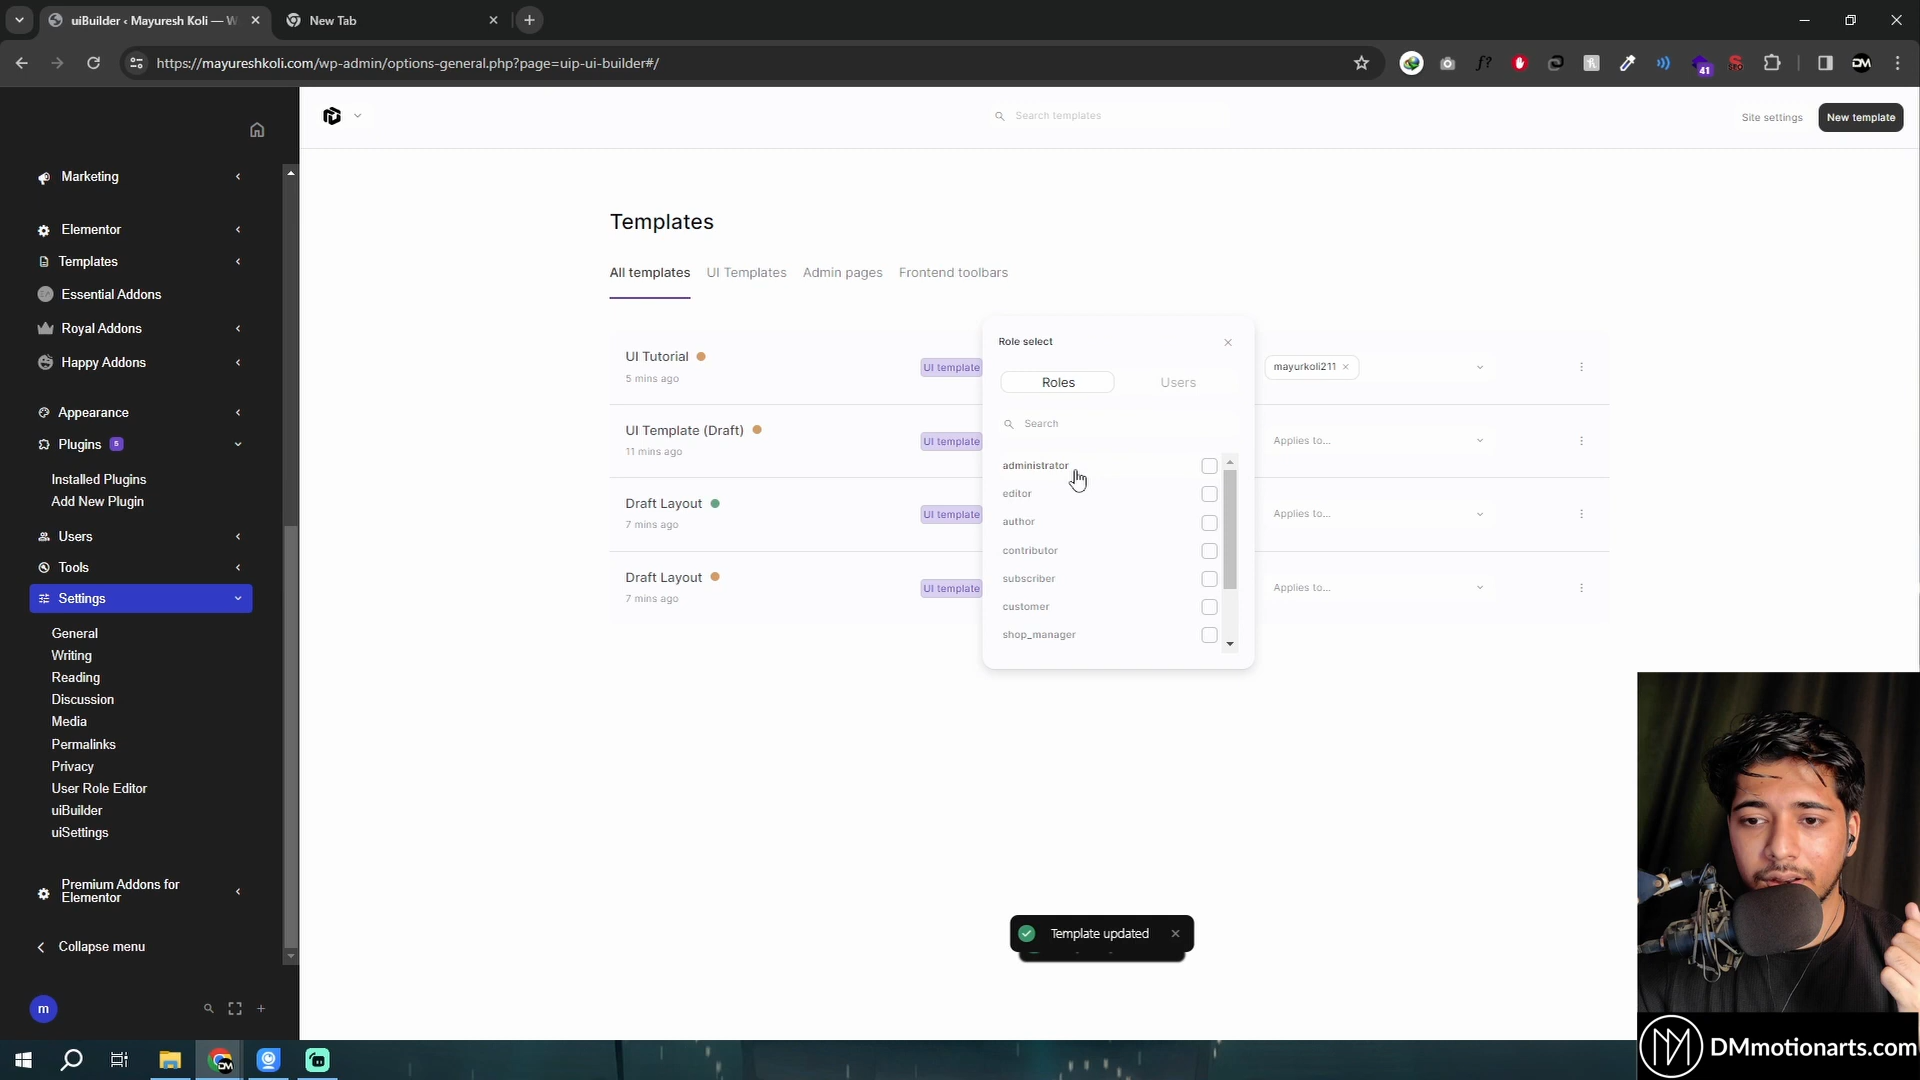 uiBuilder ‹ Mayuresh Koli — W
New Tab
https://mayureshkoli.com/wp-admin/options-general.php?page=uip-ui-builder#/
f?
41
SEO
DM
Marketing
Elementor
Templates
Essential Addons
Royal Addons
Happy Addons
Appearance
Plugins 5
Installed Plugins
Add New Plugin
Users
Tools
Settings
General
Writing
Reading
Discussion
Media
Permalinks
Privacy
User Role Editor
uiBuilder
uiSettings
Premium Addons for
Elementor
Collapse menu
m
Search templates
Site settings
New template
Templates
All templates
UI Templates
Admin pages
Frontend toolbars
UI Tutorial
5 mins ago
UI template
mayurkoli211
UI Template (Draft)
11 mins ago
UI template
Applies to...
Draft Layout
7 mins ago
UI template
Applies to...
Draft Layout
7 mins ago
UI template
Applies to...
Role select
Roles
Users
Search
administrator
editor
author
contributor
subscriber
customer
shop_manager
Template updated
DMmotionarts.com